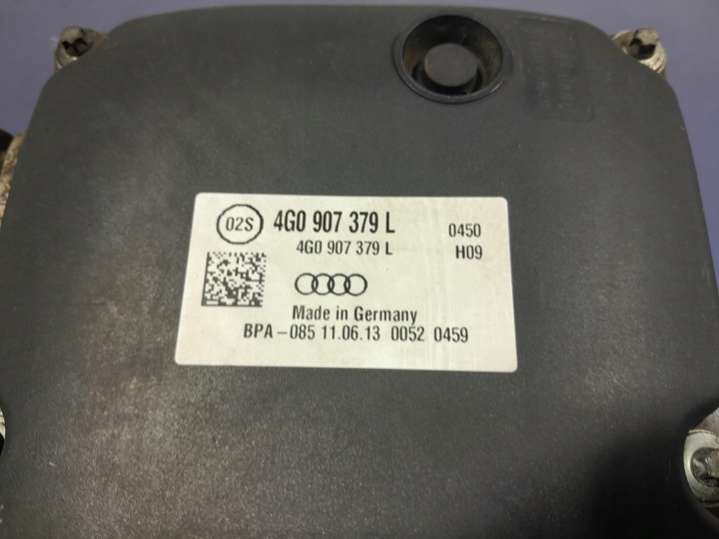 02S 4G0 907 379 L 0450
4G0 907 379 L H09
Made in Germany
BPA-085 11.06.13 0052 0459